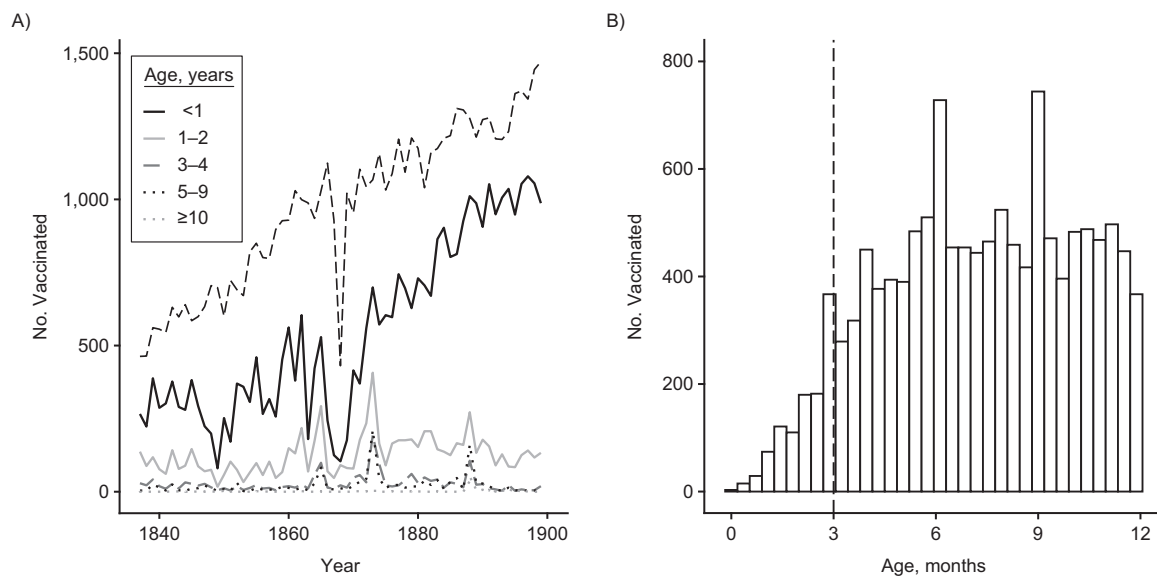 A)
No. Vaccinated
1,500
1,000
500
0
Age, years
<1
1–2
3–4
5–9
≥10
1840 1860 1880 1900
Year
B)
No. Vaccinated
800
600
400
200
0
0 3 6 9 12
Age, months